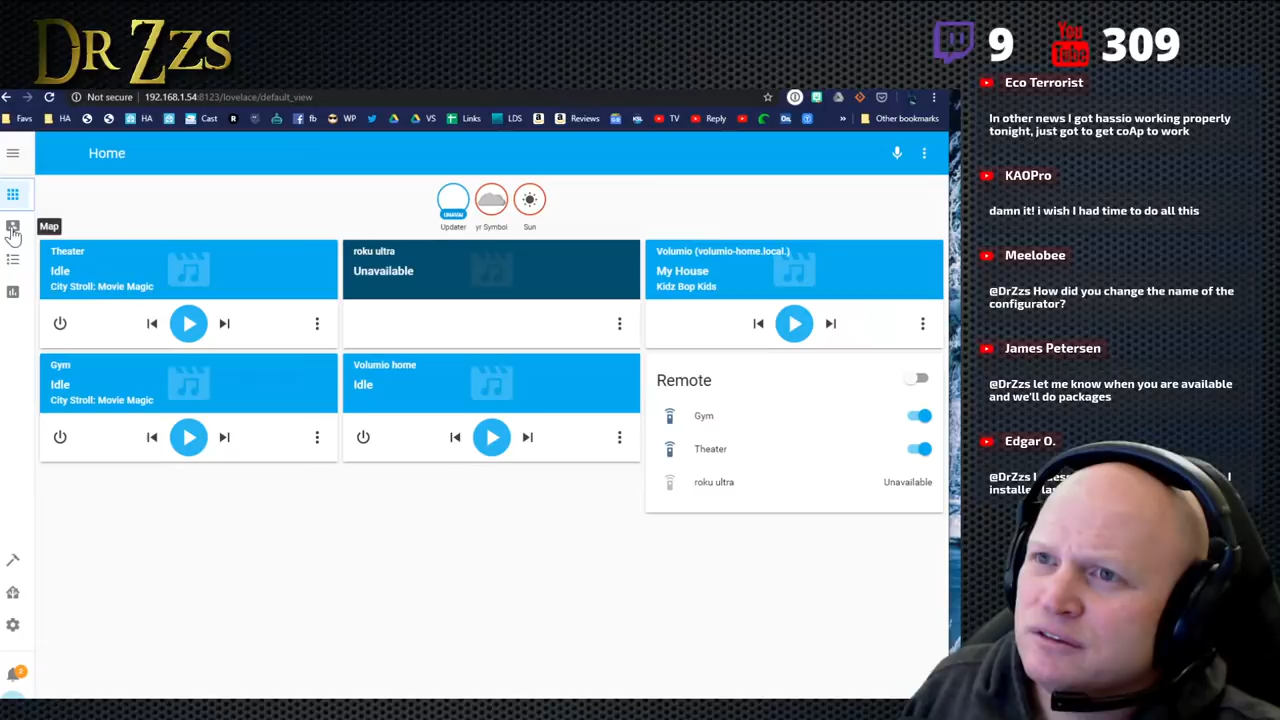 DR ZZS
9
You
Tube
309
Not secure
192.168.1.54:8123/lovelace/default_view
Favs
HA
HA
Cast
fb
WP
VS
Links
LDS
Reviews
TV
Reply
Other bookmarks
Home
UNAVAI
Updater
yr Symbol
Sun
Map
Theater
Idle
City Stroll: Movie Magic
roku ultra
Unavailable
Volumio (volumio-home.local.)
My House
Kidz Bop Kids
Gym
Idle
City Stroll: Movie Magic
Volumio home
Idle
Remote
Gym
Theater
roku ultra
Unavailable
2
Eco Terrorist
In other news I got hassio working properly
tonight, just got to get coAp to work
KAOPro
damn it! i wish I had time to do all this
Meelobee
@DrZzs How did you change the name of the
configurator?
James Petersen
@DrZzs let me know when you are available
and we'll do packages
Edgar O.
@DrZzs I